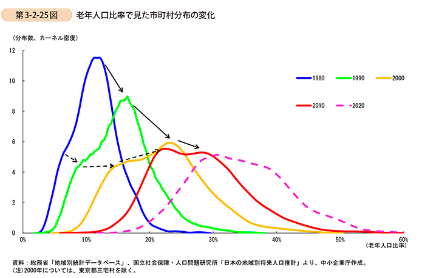 第3-2-25図 老年人口比率で見た市町村分布の変化
(分布数、カーネル密度)
12
10
8
6
4
2
0
1980
1990
2000
2010
2020
0% 10% 20% 30% 40% 50% 60%
(老年人口比率)
資料:総務省「地域別統計データベース」、国立社会保障・人口問題研究所「日本の地域別将来人口推計」より、中小企業庁作成。
(注)2000年については、東京都三宅村を除く。